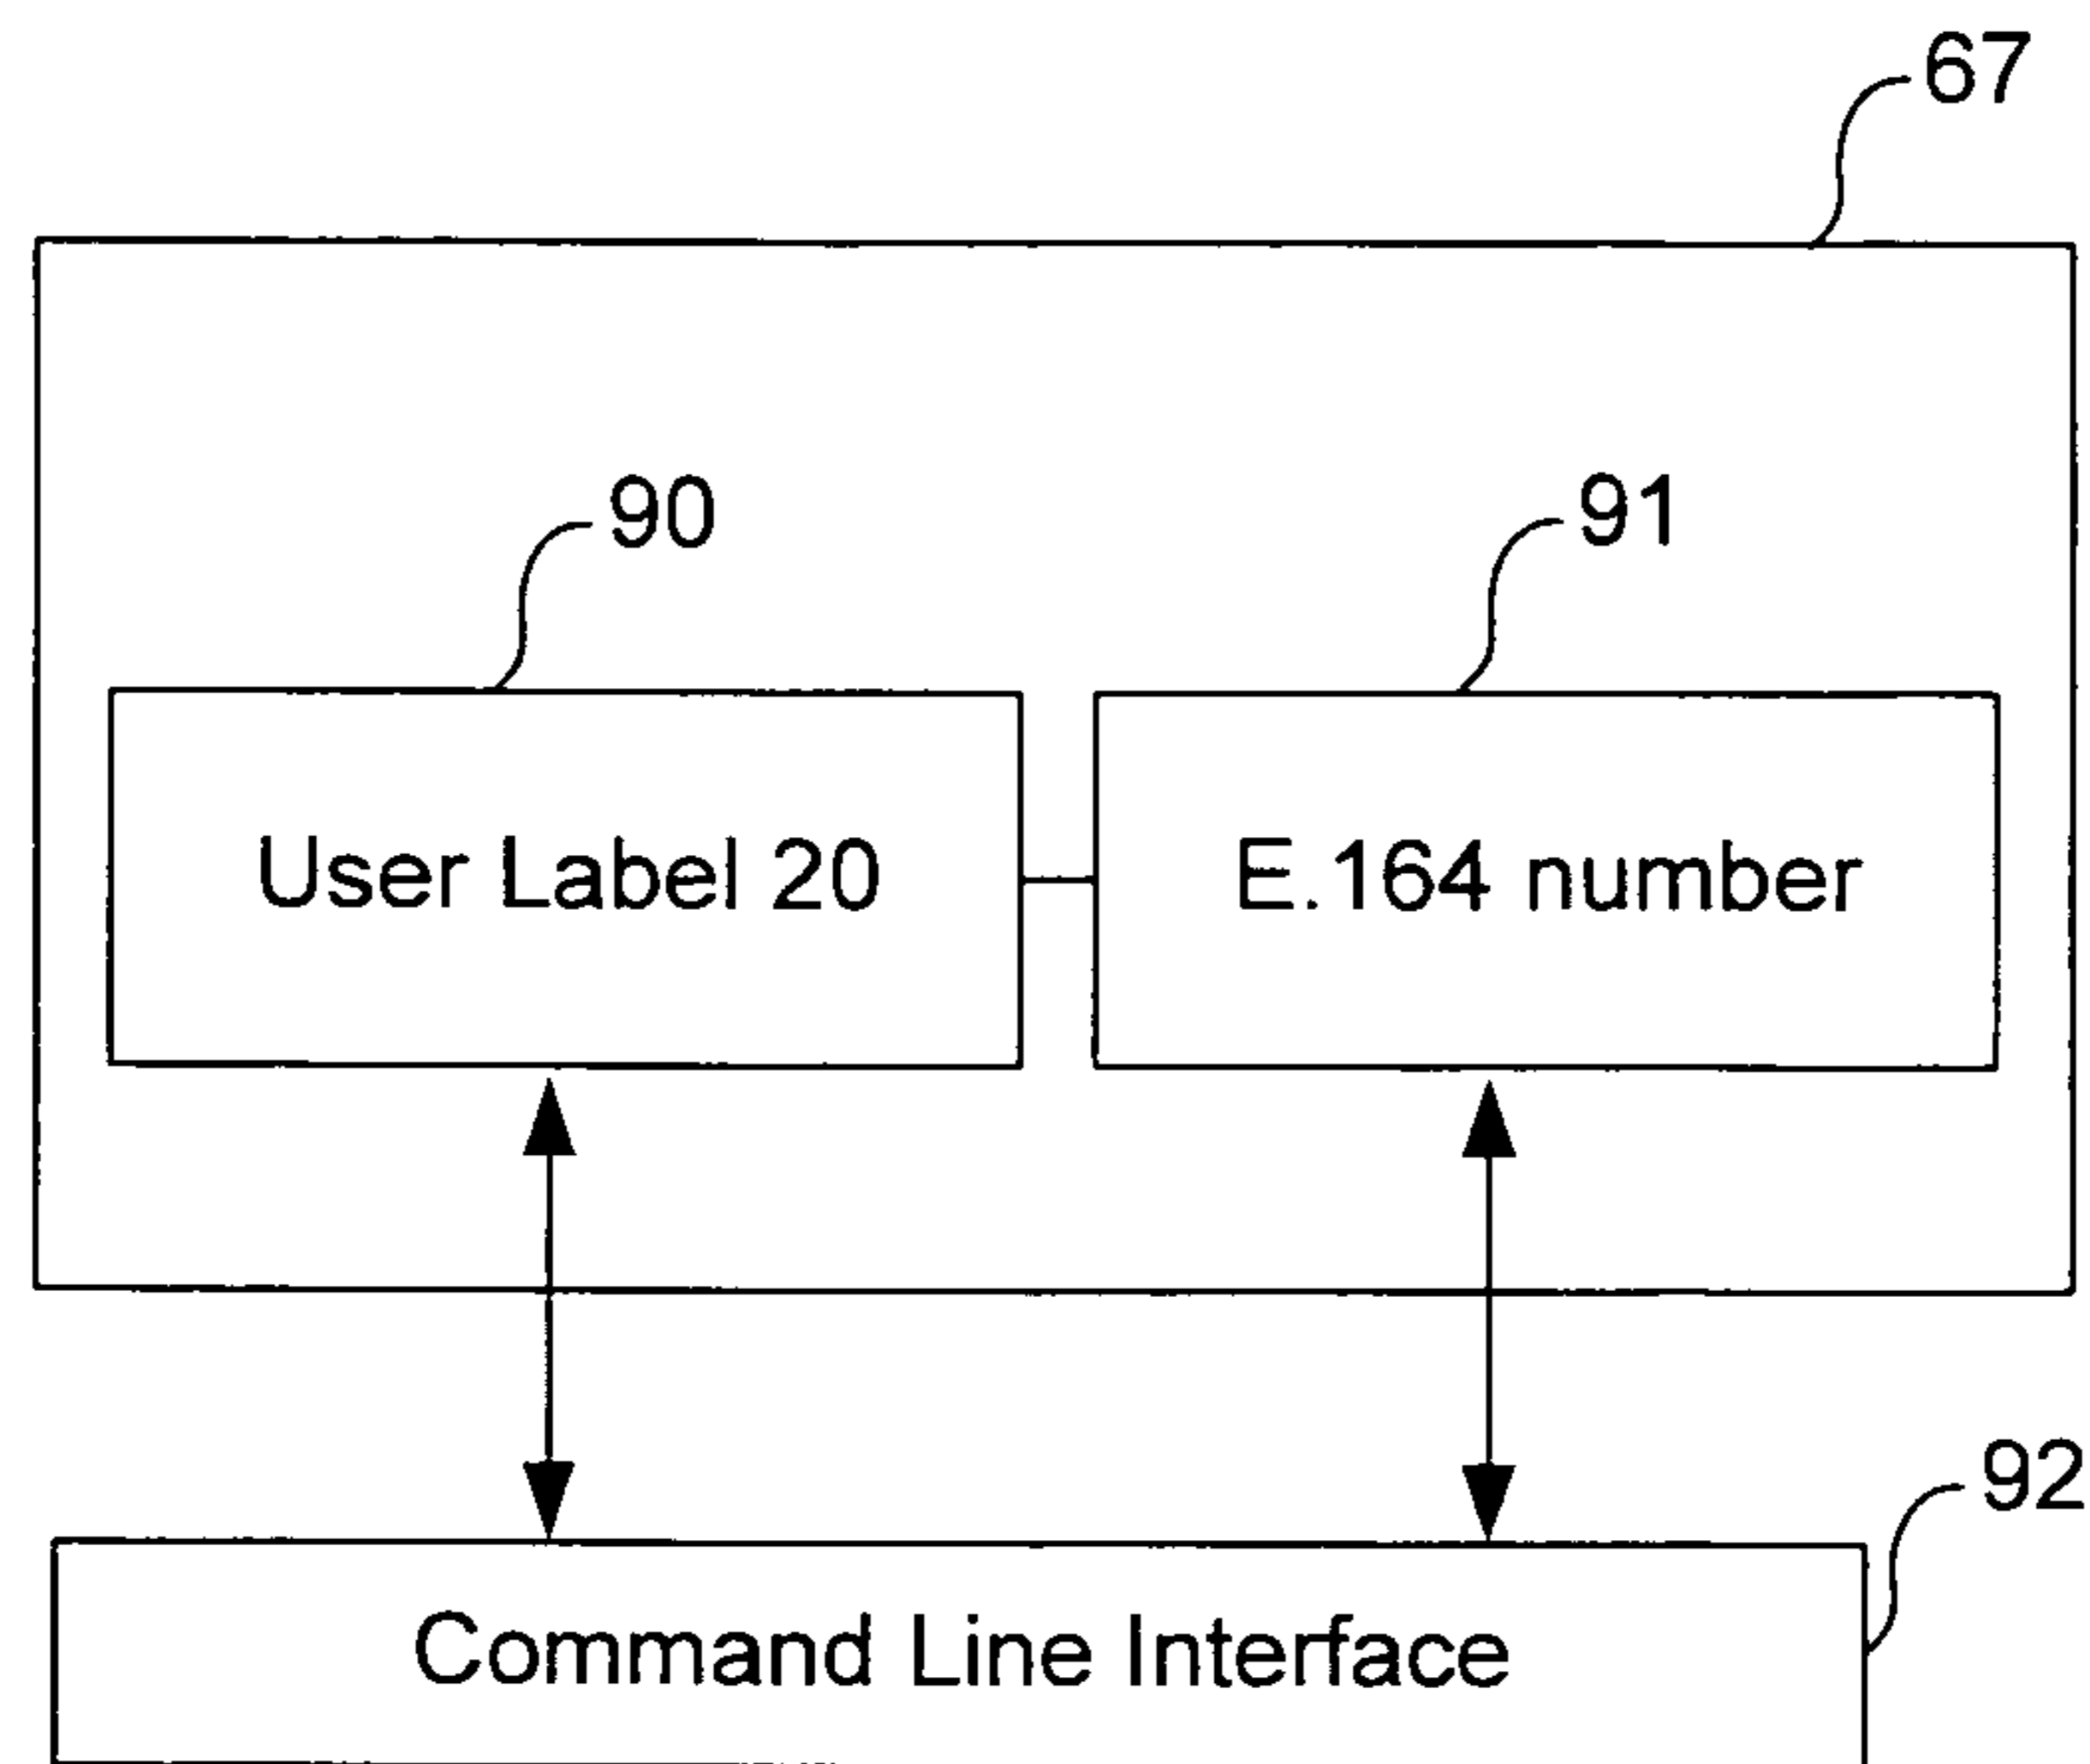 67
90
91
User Label 20
E.164 number
92
Command Line Interface